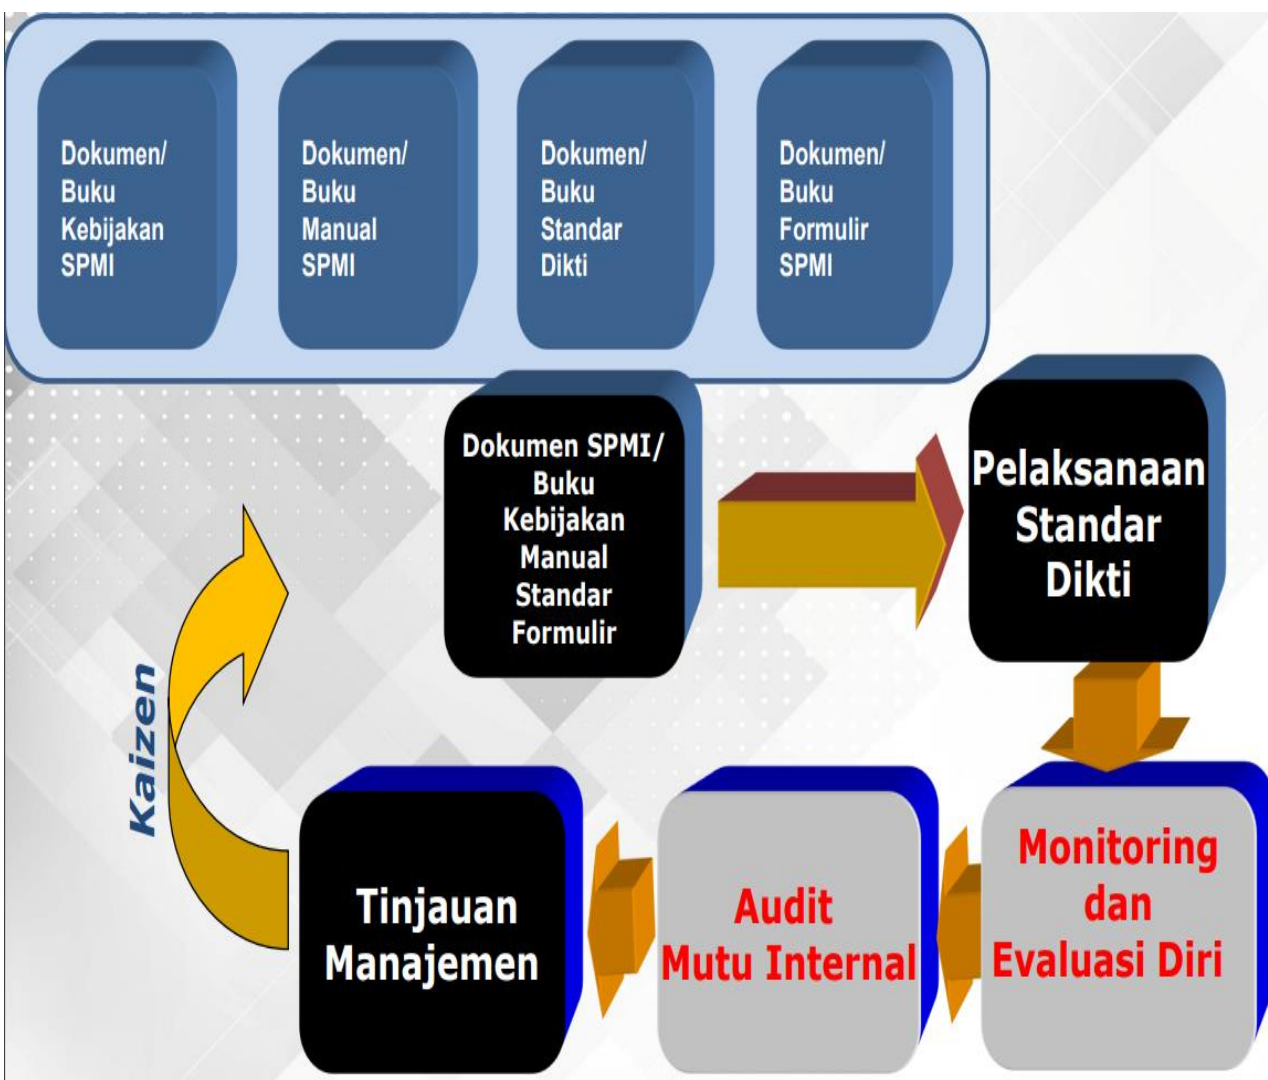 Dokumen/
Buku
Kebijakan
SPMI
Dokumen/
Buku
Manual
SPMI
Dokumen/
Buku
Standar
Dikti
Dokumen/
Buku
Formulir
SPMI
Dokumen SPMI/
Buku
Kebijakan
Manual
Standar
Formulir
Pelaksanaan
Standar
Dikti
Kaizen
Tinjauan
Manajemen
Audit
Mutu Internal
Monitoring
dan
Evaluasi Diri